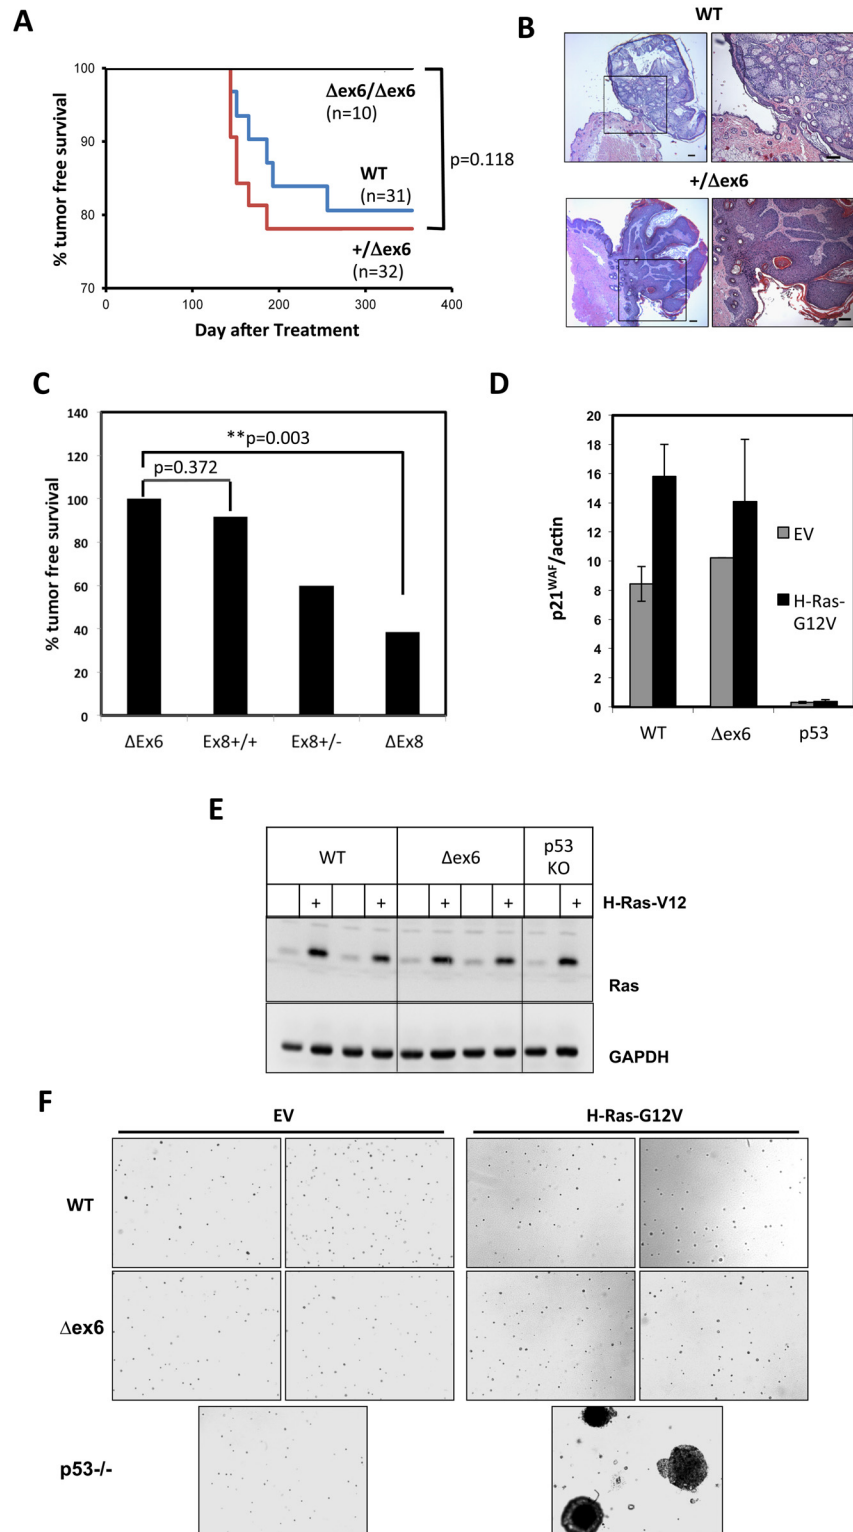 A
% tumor free survival
100
90
80
70
0
100
200
300
400
Day after Treatment
Δex6/Δex6
(n=10)
WT
(n=31)
+/Δex6
(n=32)
p=0.118
B
WT
+/Δex6
C
% tumor free survival
140
120
100
80
60
40
20
0
**p=0.003
p=0.372
ΔEx6
Ex8+/+
Ex8+/-
ΔEx8
D
p21WAF/actin
20
18
16
14
12
10
8
6
4
2
0
EV
H-Ras-
G12V
WT
Δex6
p53
E
WT
Δex6
p53
KO
+ + + + +
H-Ras-V12
Ras
GAPDH
F
EV
H-Ras-G12V
WT
Δex6
p53-/-